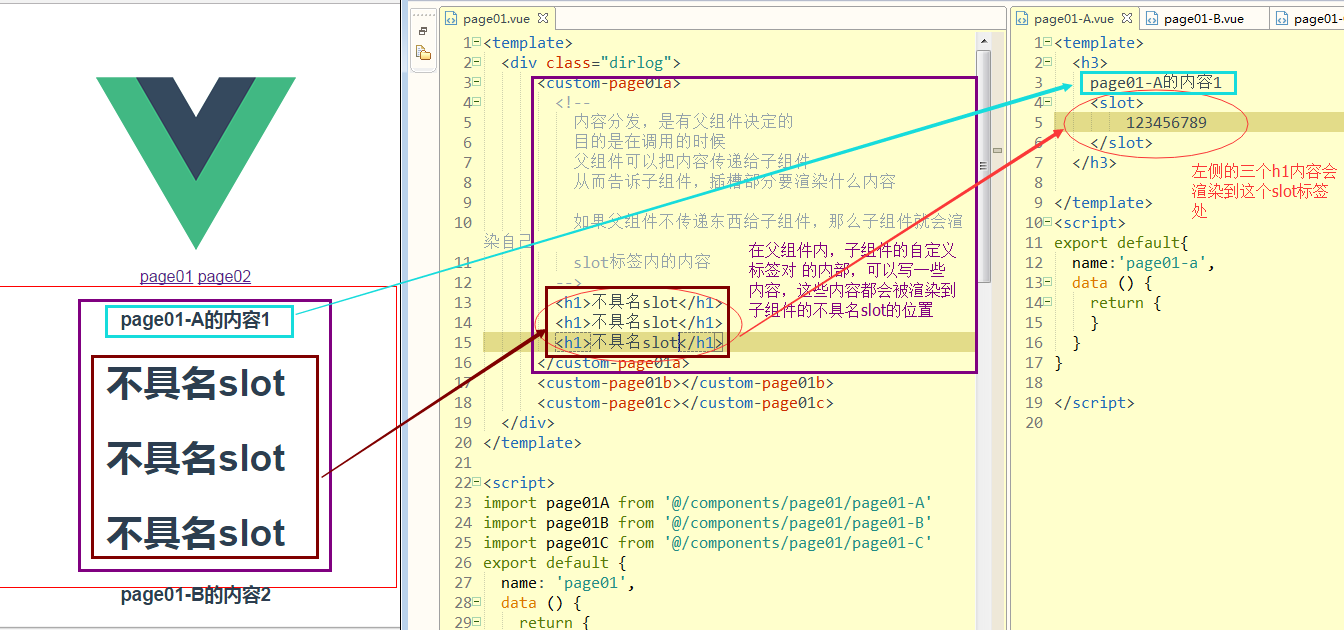 page01 page02
page01-A的内容1
不具名slot
不具名slot
不具名slot
page01-B的内容2
page01.vue
1 <template>
2 <div class="dirlog">
3 <custom-page01a>
4 <!--
5 内容分发，是有父组件决定的
6 目的是在调用的时候
7 父组件可以把内容传递给子组件
8 从而告诉子组件，插槽部分要渲染什么内容
9
10 如果父组件不传递东西给子组件，那么子组件就会渲
染自己
11 slot标签内的内容
12 -->
13 <h1>不具名slot</h1>
14 <h1>不具名slot</h1>
15 <h1>不具名slot</h1>
16 </custom-page01a>
17 <custom-page01b></custom-page01b>
18 <custom-page01c></custom-page01c>
19 </div>
20 </template>
21
22 <script>
23 import page01A from '@/components/page01/page01-A'
24 import page01B from '@/components/page01/page01-B'
25 import page01C from '@/components/page01/page01-C'
26 export default {
27 name: 'page01',
28 data () {
29 return {
在父组件内，子组件的自定义
标签对 的内部，可以写一些
内容，这些内容都会被渲染到
子组件的不具名slot的位置
page01-A.vue page01-B.vue page01-
1 <template>
2 <h3>
3 page01-A的内容1
4 <slot>
5 123456789
6 </slot>
7 </h3>
8
9 </template>
10 <script>
11 export default{
12 name:'page01-a',
13 data () {
14 return {
15 }
16 }
17 }
18
19 </script>
20
左侧的三个h1内容会
渲染到这个slot标签
处